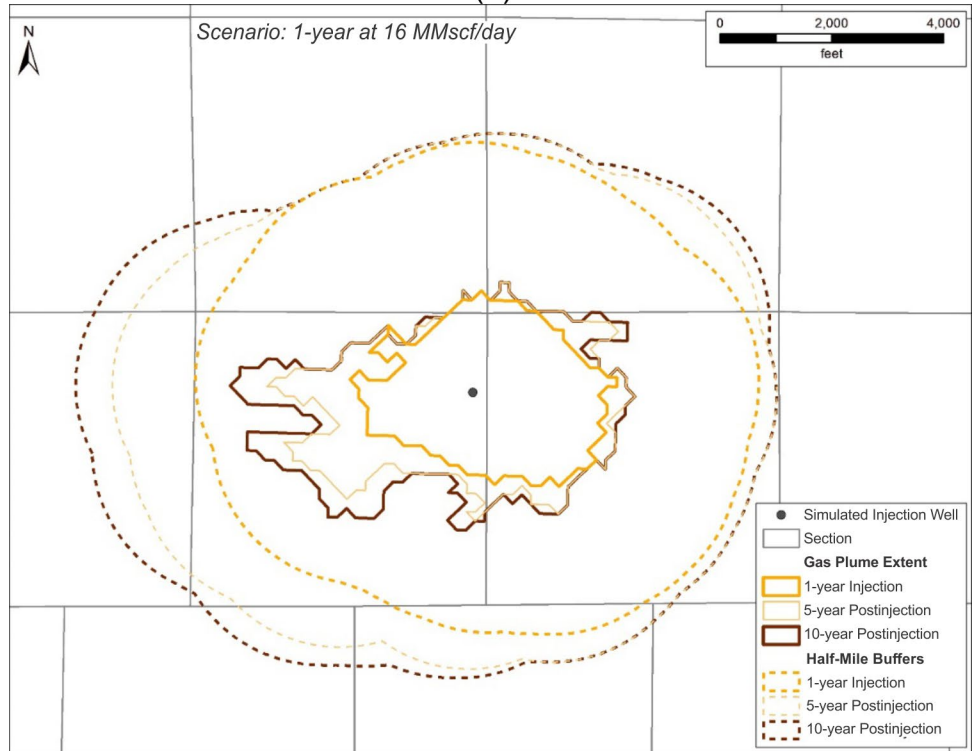 Scenario: 1-year at 16 MMscf/day
0 2,000 4,000
feet
N
Simulated Injection Well
Section
Gas Plume Extent
1-year Injection
5-year Postinjection
10-year Postinjection
Half-Mile Buffers
1-year Injection
5-year Postinjection
10-year Postinjection